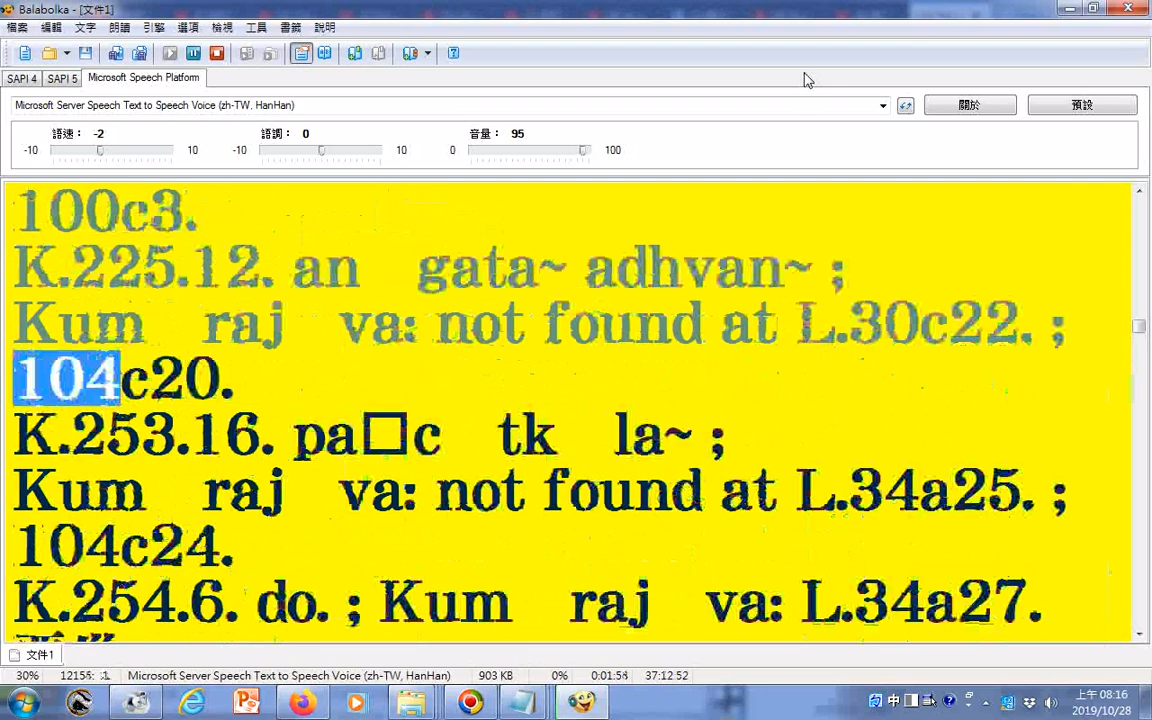 Balabolka - [文件1]
檔案 編輯 文字 朗讀 引擎 選項 檢視 工具 書籤 說明
SAPI 4 SAPI 5 Microsoft Speech Platform
Microsoft Server Speech Text to Speech Voice (zh-TW, HanHan) 關於 預設
語速： -2 語調： 0 音量： 95
-10 10 -10 10 0 100
100c3.
K.225.12. an gata~ adhvan~ ;
Kum raj va: not found at L.30c22. ;
104c20.
K.253.16. pa□c tk la~ ;
Kum raj va: not found at L.34a25. ;
104c24.
K.254.6. do. ; Kum raj va: L.34a27.
文件1
30% Microsoft Server Speech Text to Speech Voice (zh-TW, HanHan) 903 KB 0% 0:01:58 37:12:52
中 上午 08:16
2019/10/28